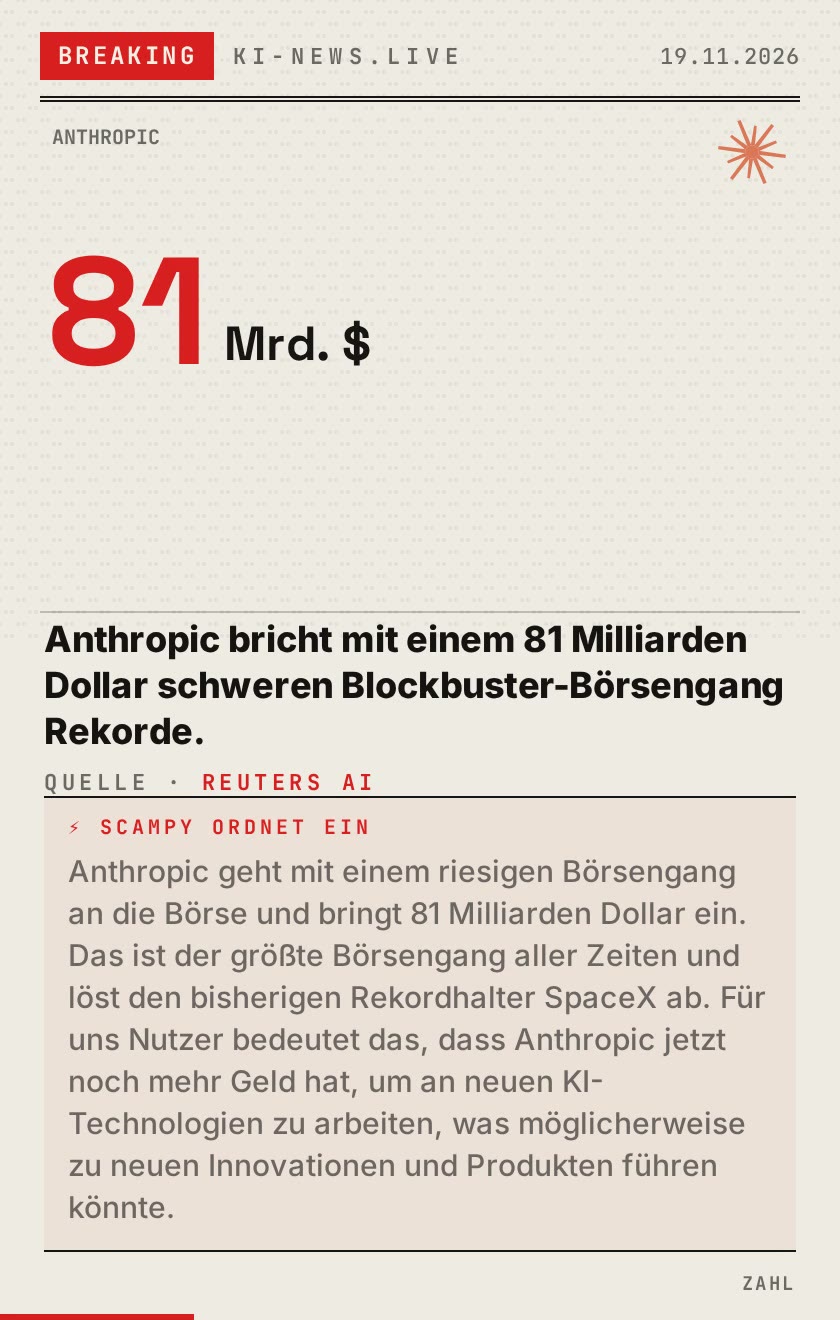 BREAKING KI-NEWS.LIVE 19.11.2026
ANTHROPIC
81 Mrd. $
Anthropic bricht mit einem 81 Milliarden
Dollar schweren Blockbuster-Börsengang
Rekorde.
QUELLE · REUTERS AI
⚡ SCAMPY ORDNET EIN
Anthropic geht mit einem riesigen Börsengang
an die Börse und bringt 81 Milliarden Dollar ein.
Das ist der größte Börsengang aller Zeiten und
löst den bisherigen Rekordhalter SpaceX ab. Für
uns Nutzer bedeutet das, dass Anthropic jetzt
noch mehr Geld hat, um an neuen KI-
Technologien zu arbeiten, was möglicherweise
zu neuen Innovationen und Produkten führen
könnte.
ZAHL